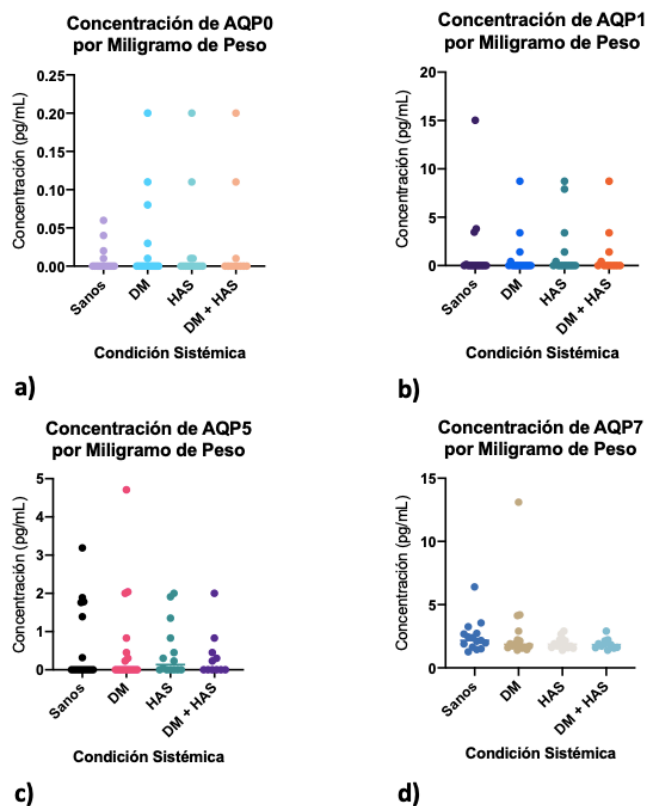 Concentración de AQP0
por Miligramo de Peso
Concentración (pg/mL)
0.25
0.20
0.15
0.10
0.05
0.00
Sanos
DM
HAS
DM + HAS
Condición Sistémica
a)
Concentración de AQP1
por Miligramo de Peso
Concentración (pg/mL)
20
15
10
5
0
Sanos
DM
HAS
DM + HAS
Condición Sistémica
b)
Concentración de AQP5
por Miligramo de Peso
Concentración (pg/mL)
5
4
3
2
1
0
Sanos
DM
HAS
DM + HAS
Condición Sistémica
c)
Concentración de AQP7
por Miligramo de Peso
Concentración (pg/mL)
15
10
5
0
Sanos
DM
HAS
DM + HAS
Condición Sistémica
d)